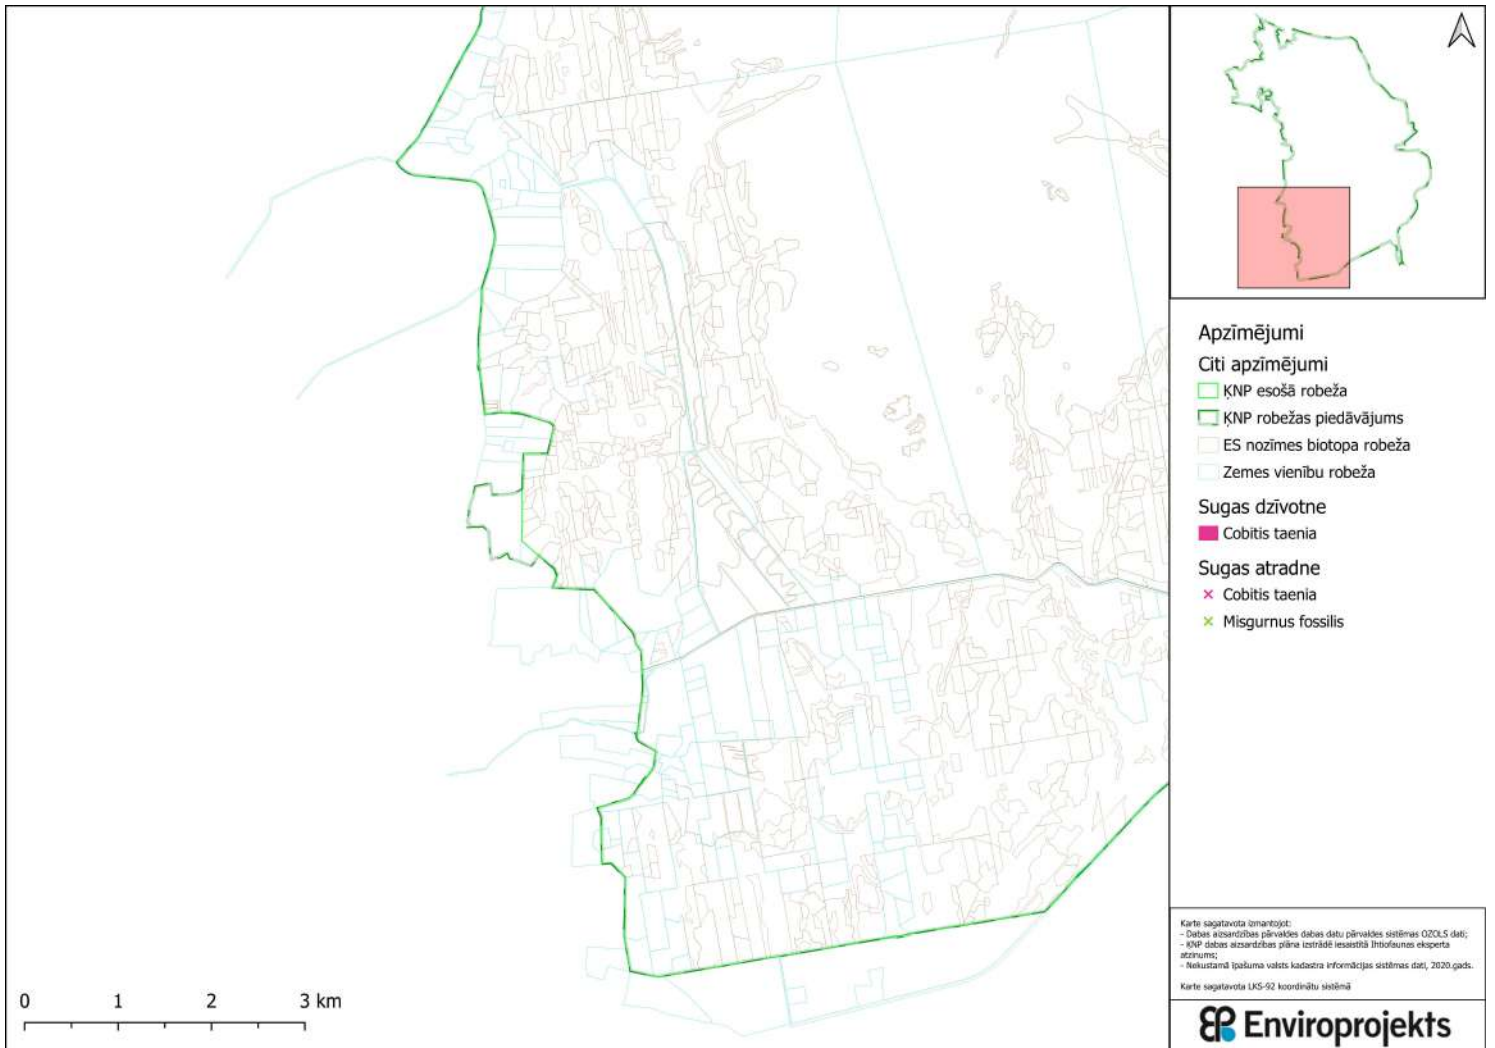 Apzīmējumi
Citi apzīmējumi
ĶNP esošā robeža
ĶNP robežas piedāvājums
ES nozīmes biotopa robeža
Zemes vienību robeža
Sugas dzīvotne
Cobitis taenia
Sugas atradne
Cobitis taenia
Misgurnus fossilis
Karte sagatavota izmantojot:
- Dabas aizsardzības pārvaldes dabas datu pārvaldes sistēmas OZOLS dati;
- ĶNP dabas aizsardzības plāna izstrādē iesaistītā Ihtiofaunas eksperta
atzinums;
- Nekustamā īpašuma valsts kadastra informācijas sistēmas dati, 2020.gads.
Karte sagatavota LKS-92 koordinātu sistēmā
Enviroprojekts
0 1 2 3 km